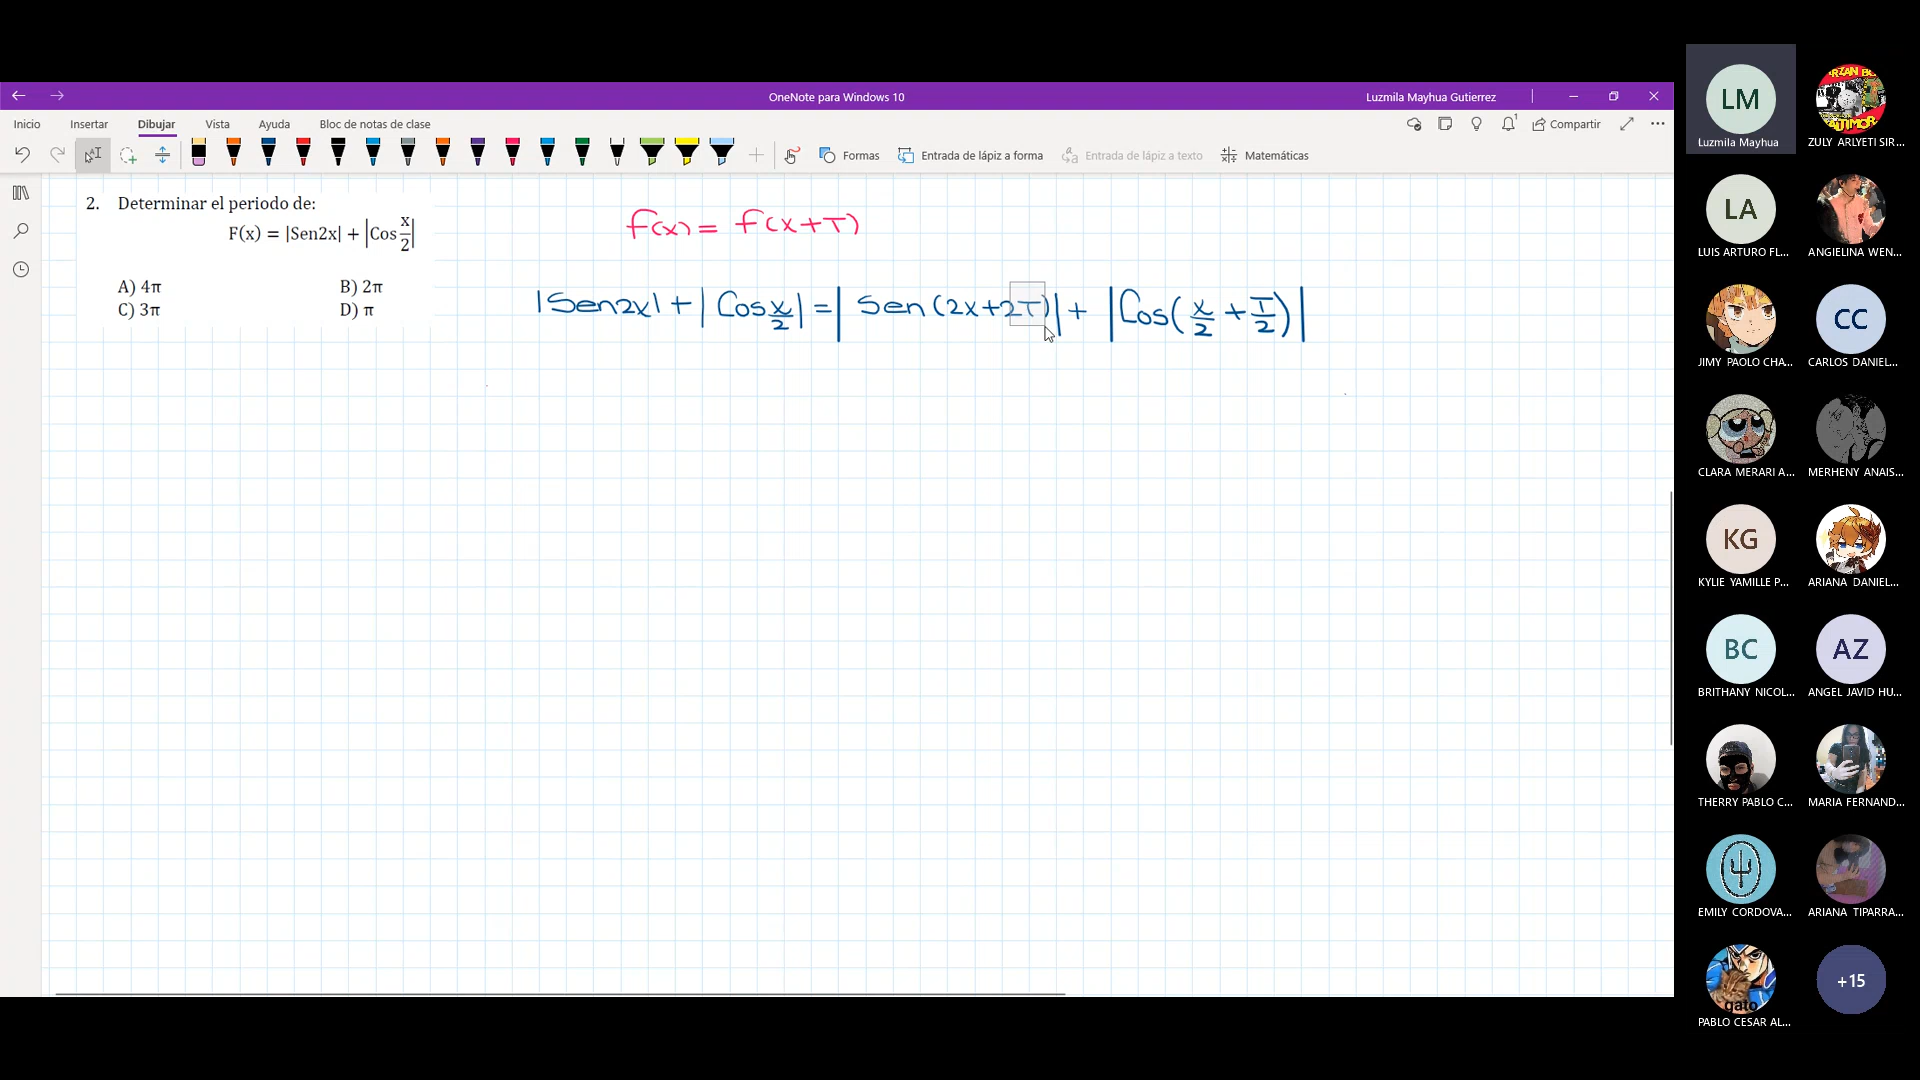 OneNote para Windows 10
Luzmila Mayhua Gutierrez
Inicio Insertar Dibujar Vista Ayuda Bloc de notas de clase
1 Compartir
Formas Entrada de lápiz a forma Entrada de lápiz a texto Matemáticas
2. Determinar el periodo de:
F(x) = |Sen2x| + |Cos x/2|
A) 4π B) 2π
C) 3π D) π
f(x) = f(x+T)
|Sen2x| + |Cos x/2| = |Sen(2x+2T)| + |Cos(x/2 + T/2)|
LM
Luzmila Mayhua
ZULY ARLYETI SIR...
LA
LUIS ARTURO FL...
ANGELINA WEN...
JIMY PAOLO CHA...
CC
CARLOS DANIEL...
CLARA MERARI A...
MERHENY ANAIS...
KG
KYLIE YAMILLE P...
ARIANA DANIEL...
BC
BRITHANY NICOL...
AZ
ANGEL JAVID HU...
THERRY PABLO C...
MARIA FERNAND...
EMILY CORDOVA...
ARIANA TIPARRA...
gato
PABLO CESAR AL...
+15